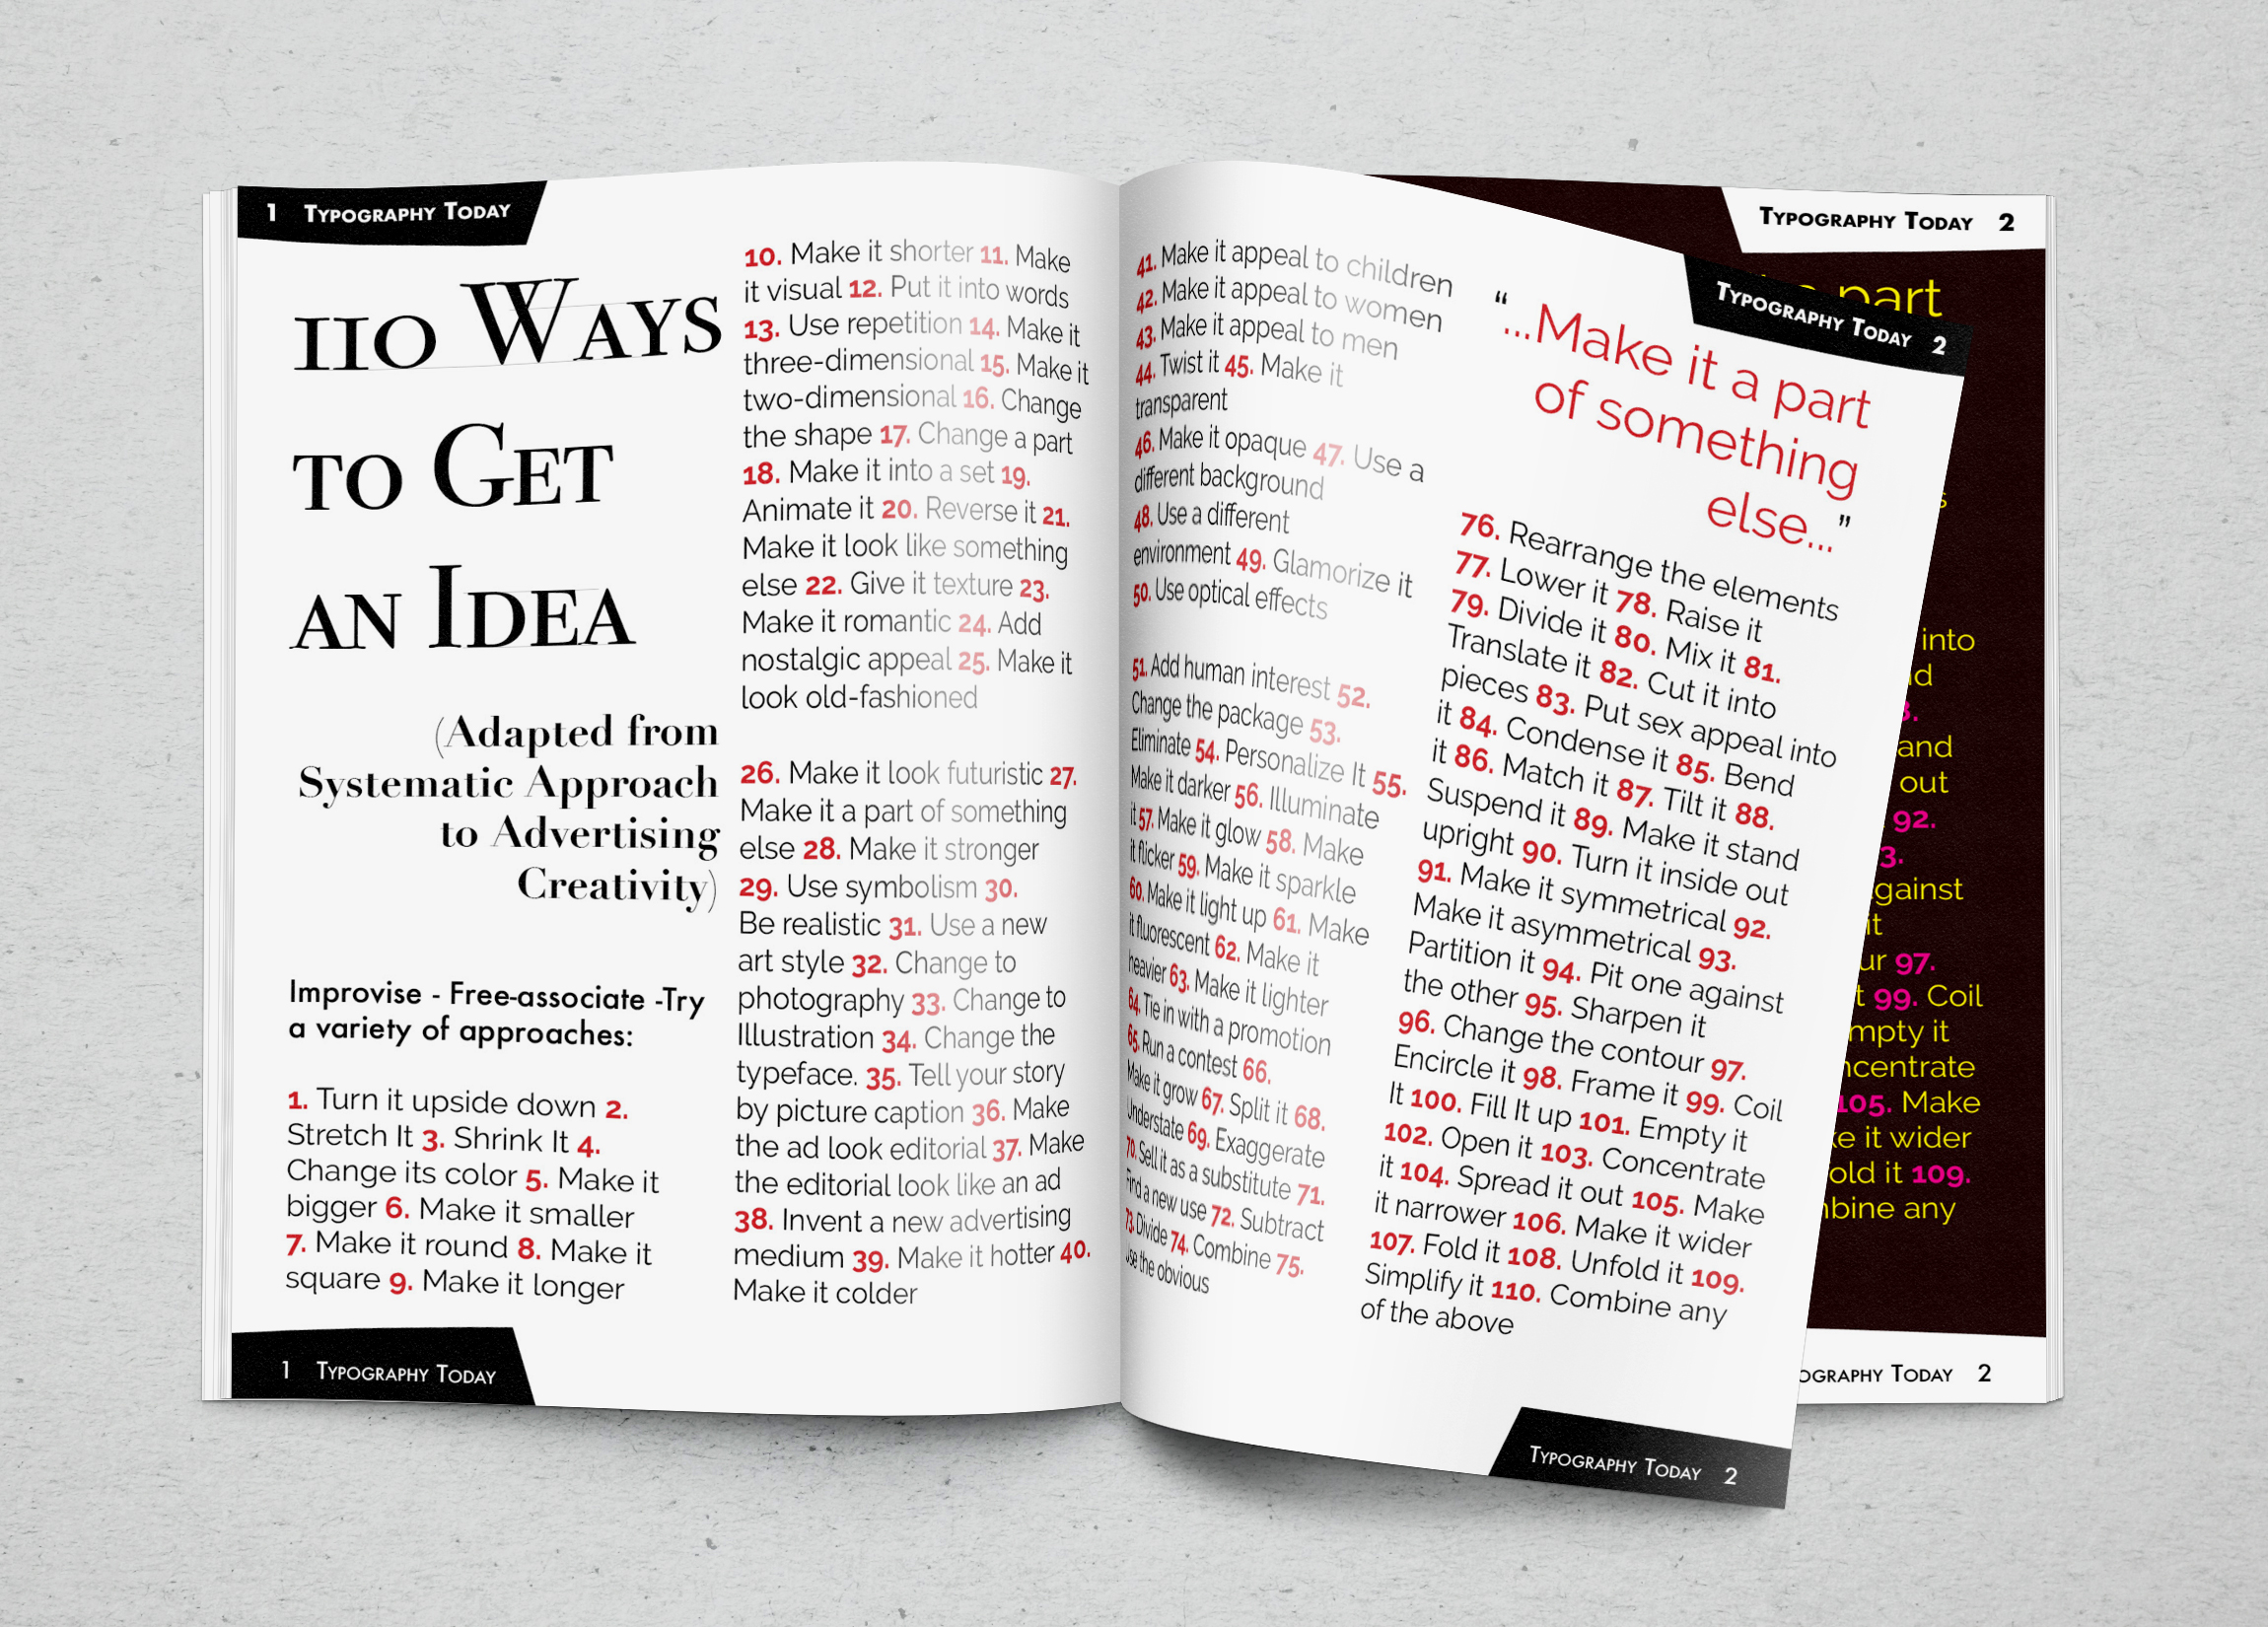 1 Typography Today
110 Ways
to Get
an Idea
(Adapted from
Systematic Approach
to Advertising
Creativity)
Improvise - Free-associate -Try
a variety of approaches:
1. Turn it upside down 2.
Stretch It 3. Shrink It 4.
Change its color 5. Make it
bigger 6. Make it smaller
7. Make it round 8. Make it
square 9. Make it longer
10. Make it shorter 11. Make
it visual 12. Put it into words
13. Use repetition 14. Make it
three-dimensional 15. Make it
two-dimensional 16. Change
the shape 17. Change a part
18. Make it into a set 19.
Animate it 20. Reverse it 21.
Make it look like something
else 22. Give it texture 23.
Make it romantic 24. Add
nostalgic appeal 25. Make it
look old-fashioned
26. Make it look futuristic 27.
Make it a part of something
else 28. Make it stronger
29. Use symbolism 30.
Be realistic 31. Use a new
art style 32. Change to
photography 33. Change to
Illustration 34. Change the
typeface. 35. Tell your story
by picture caption 36. Make
the ad look editorial 37. Make
the editorial look like an ad
38. Invent a new advertising
medium 39. Make it hotter 40.
Make it colder
1 Typography Today
41. Make it appeal to children
42. Make it appeal to women
43. Make it appeal to men
44. Twist it 45. Make it
transparent
46. Make it opaque 47. Use a
different background
48. Use a different
environment 49. Glamorize it
50. Use optical effects
51. Add human interest 52.
Change the package 53.
Eliminate 54. Personalize It 55.
Make it darker 56. Illuminate
it 57. Make it glow 58. Make
it flicker 59. Make it sparkle
60. Make it light up 61. Make
it fluorescent 62. Make it
heavier 63. Make it lighter
64. Tie in with a promotion
65. Run a contest 66.
Make it grow 67. Split it 68.
Understate 69. Exaggerate
70. Sell it as a substitute 71.
Find a new use 72. Subtract
73. Divide 74. Combine 75.
Use the obvious
Typography Today 2
“...Make it a part
of something
else...”
76. Rearrange the elements
77. Lower it 78. Raise it
79. Divide it 80. Mix it 81.
Translate it 82. Cut it into
pieces 83. Put sex appeal into
it 84. Condense it 85. Bend
it 86. Match it 87. Tilt it 88.
Suspend it 89. Make it stand
upright 90. Turn it inside out
91. Make it symmetrical 92.
Make it asymmetrical 93.
Partition it 94. Pit one against
the other 95. Sharpen it
96. Change the contour 97.
Encircle it 98. Frame it 99. Coil
It 100. Fill It up 101. Empty it
102. Open it 103. Concentrate
it 104. Spread it out 105. Make
it narrower 106. Make it wider
107. Fold it 108. Unfold it 109.
Simplify it 110. Combine any
of the above
Typography Today 2
Typography Today 2
part
into
and
out
92.
against
it
97.
99. Coil
105. Make
it wider
it 109.
any
Today 2